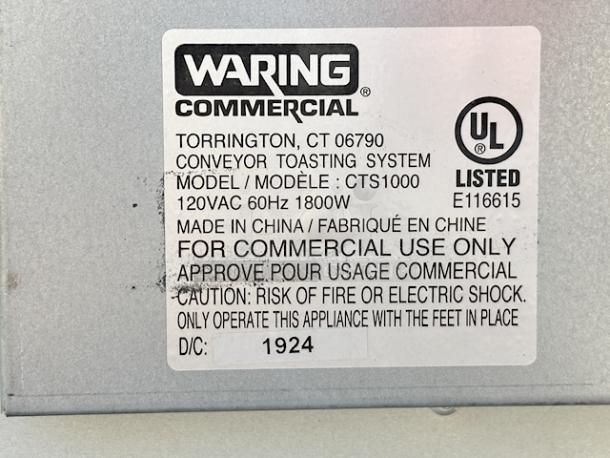 WARING®
COMMERCIAL
TORRINGTON, CT 06790
CONVEYOR TOASTING SYSTEM
MODEL / MODÈLE : CTS1000
120VAC 60Hz 1800W
MADE IN CHINA / FABRIQUÉ EN CHINE
FOR COMMERCIAL USE ONLY
APPROVE POUR USAGE COMMERCIAL
CAUTION: RISK OF FIRE OR ELECTRIC SHOCK.
ONLY OPERATE THIS APPLIANCE WITH THE FEET IN PLACE
D/C: 1924
UL®
LISTED
E116615